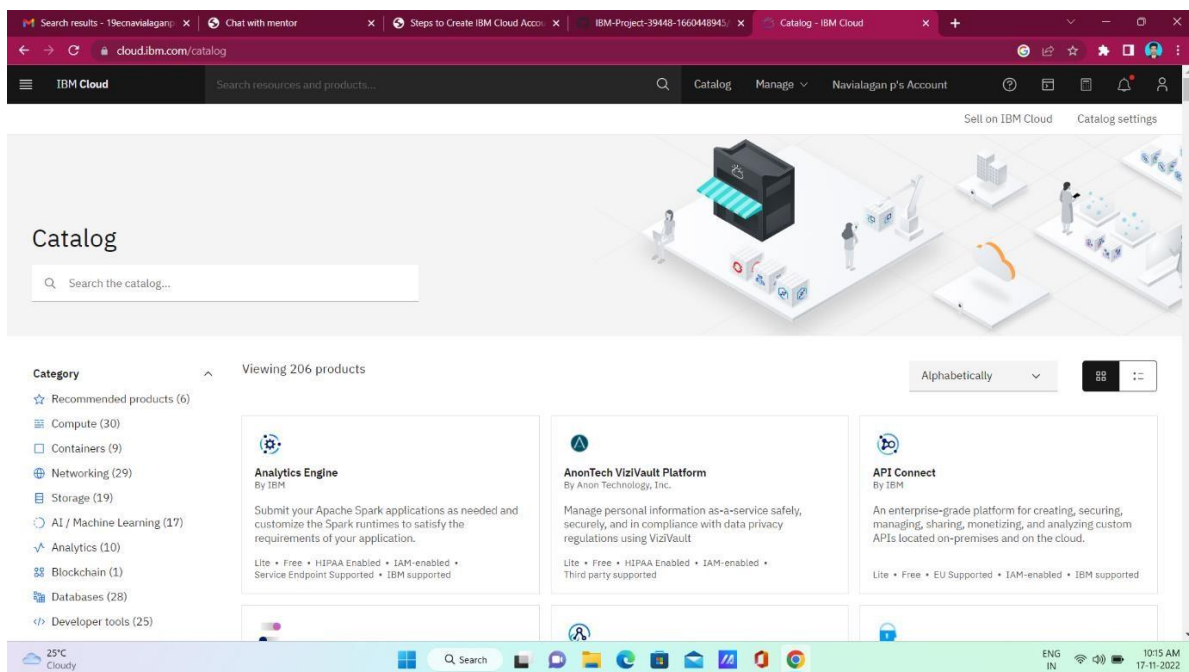 Search results - 19ecnavialaganp
Chat with mentor
Steps to Create IBM Cloud Accou
IBM-Project-39448-1660448945/
Catalog - IBM Cloud
cloud.ibm.com/catalog
IBM Cloud
Search resources and products...
Catalog
Manage
Navialagan p's Account
Sell on IBM Cloud
Catalog settings
Catalog
Search the catalog...
Category
Recommended products (6)
Compute (30)
Containers (9)
Networking (29)
Storage (19)
AI / Machine Learning (17)
Analytics (10)
Blockchain (1)
Databases (28)
Developer tools (25)
Viewing 206 products
Alphabetically
Analytics Engine
By IBM
Submit your Apache Spark applications as needed and
customize the Spark runtimes to satisfy the
requirements of your application.
Lite • Free • HIPAA Enabled • IAM-enabled •
Service Endpoint Supported • IBM supported
AnonTech ViziVault Platform
By Anon Technology, Inc.
Manage personal information as-a-service safely,
securely, and in compliance with data privacy
regulations using ViziVault
Lite • Free • HIPAA Enabled • IAM-enabled •
Third party supported
API Connect
By IBM
An enterprise-grade platform for creating, securing,
managing, sharing, monetizing, and analyzing custom
APIs located on-premises and on the cloud.
Lite • Free • EU Supported • IAM-enabled • IBM supported
25°C
Cloudy
Search
ENG
IN
10:15 AM
17-11-2022